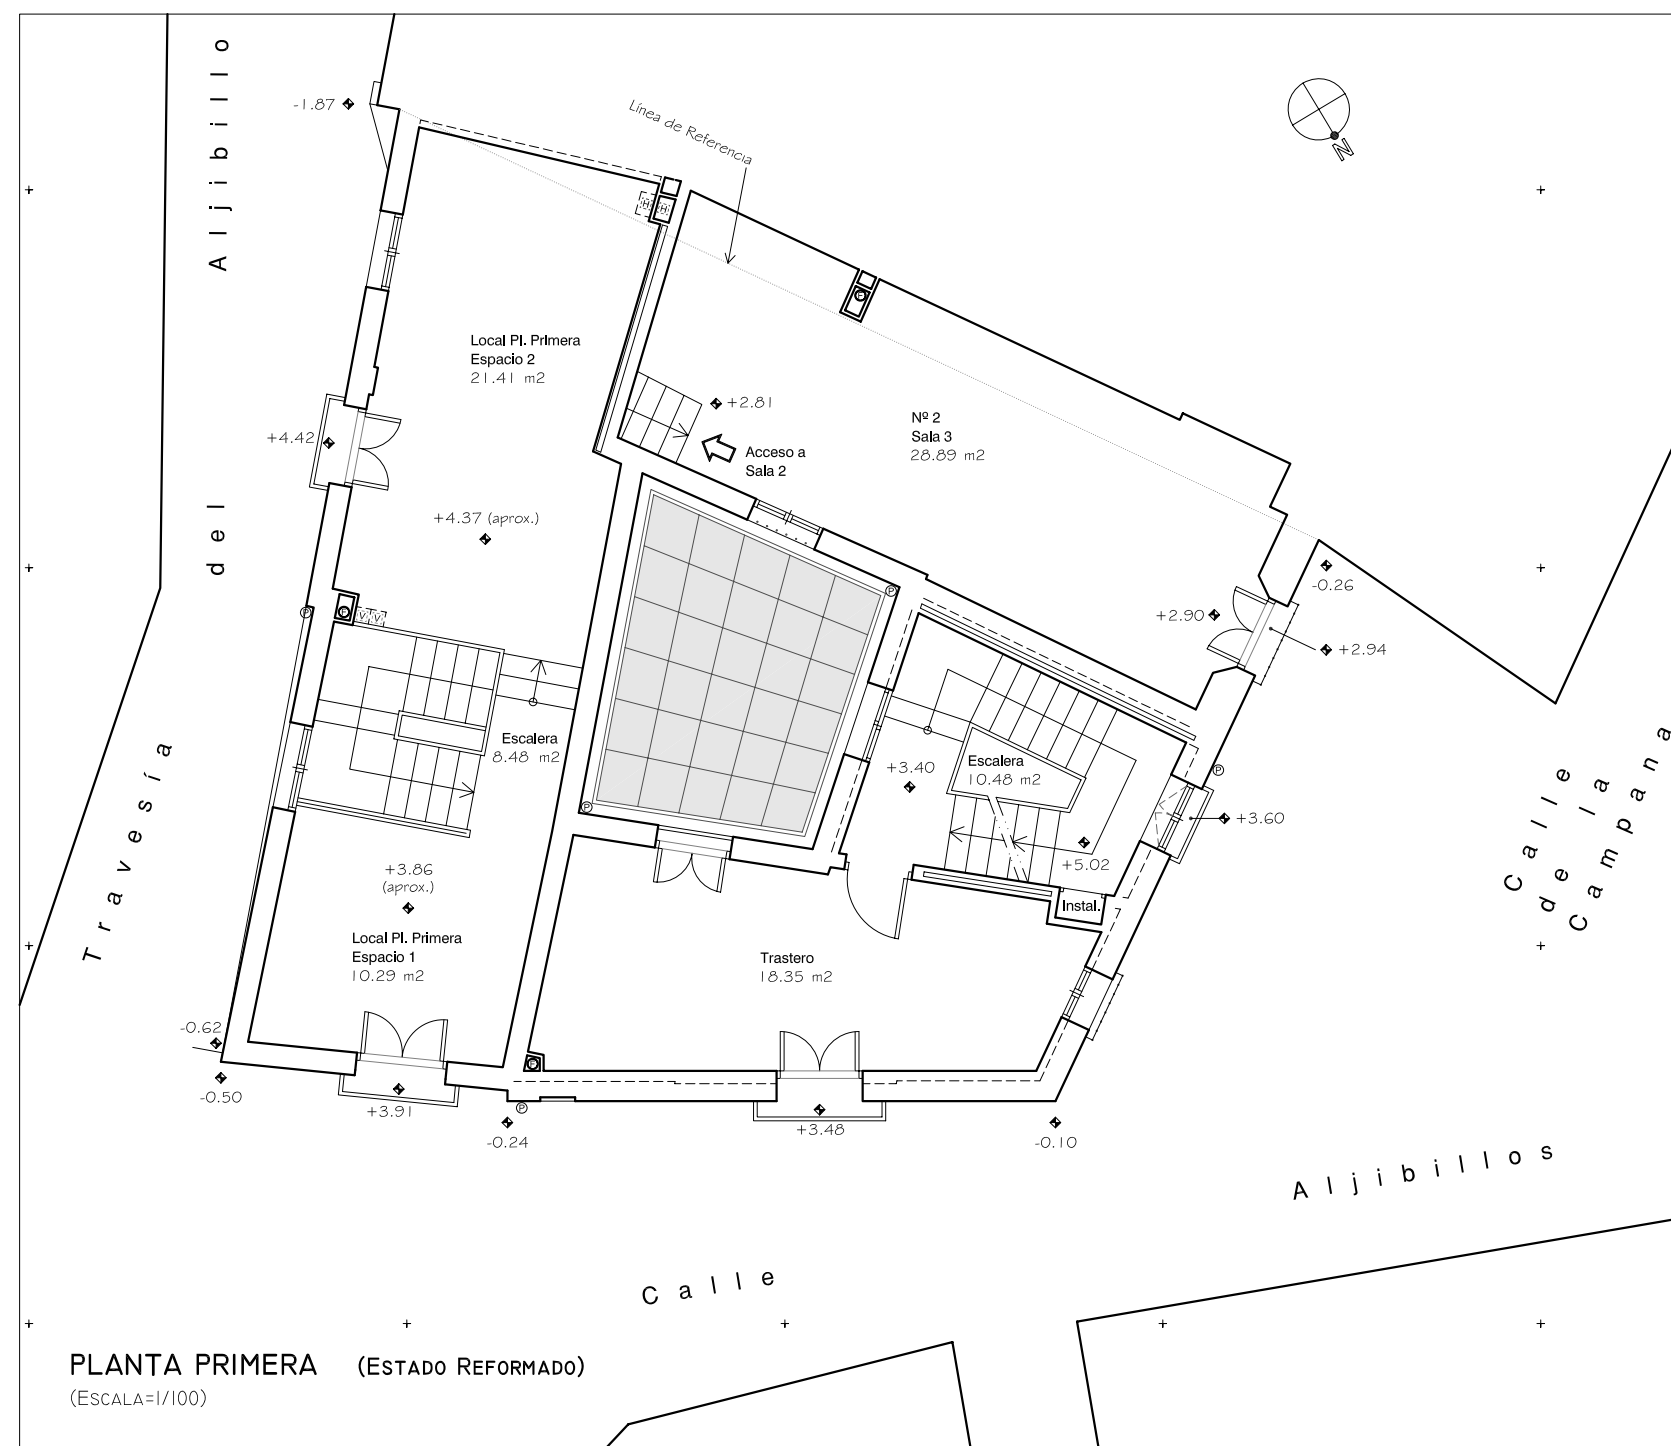 Travesía del Aljibillo
-1.87
Línea de Referencia
N
H
H
F
Local Pl. Primera
Espacio 2
21.41 m2
+2.81
Nº 2
Sala 3
28.89 m2
+4.42
Acceso a
Sala 2
+4.37 (aprox.)
-0.26
P
P
F
V
V
+2.90
+2.94
Escalera
8.48 m2
+3.40
Escalera
10.48 m2
P
P
+3.60
+5.02
Calle
de la
Campana
+3.86
(aprox.)
Instal.
Local Pl. Primera
Espacio 1
10.29 m2
Trastero
18.35 m2
-0.62
F
-0.50
+3.91
P
-0.24
+3.48
-0.10
Calle Aljibillos
PLANTA PRIMERA (ESTADO REFORMADO)
(ESCALA=1/100)